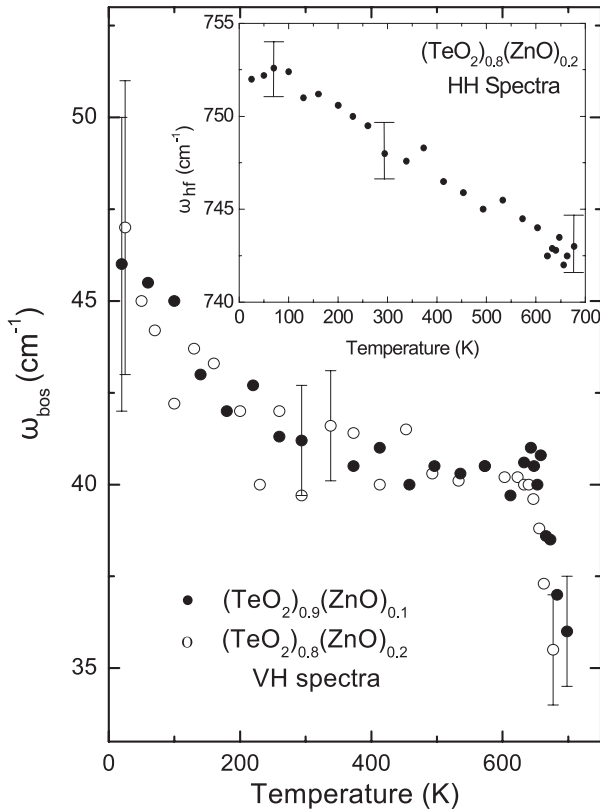 755
(TeO₂)₀.₈(ZnO)₀.₂
HH Spectra
750
ωhf (cm⁻¹)
745
740
0 100 200 300 400 500 600 700
Temperature (K)
50
45
ωbos (cm⁻¹)
40
35
● (TeO₂)₀.₉(ZnO)₀.₁
○ (TeO₂)₀.₈(ZnO)₀.₂
VH spectra
0 200 400 600
Temperature (K)